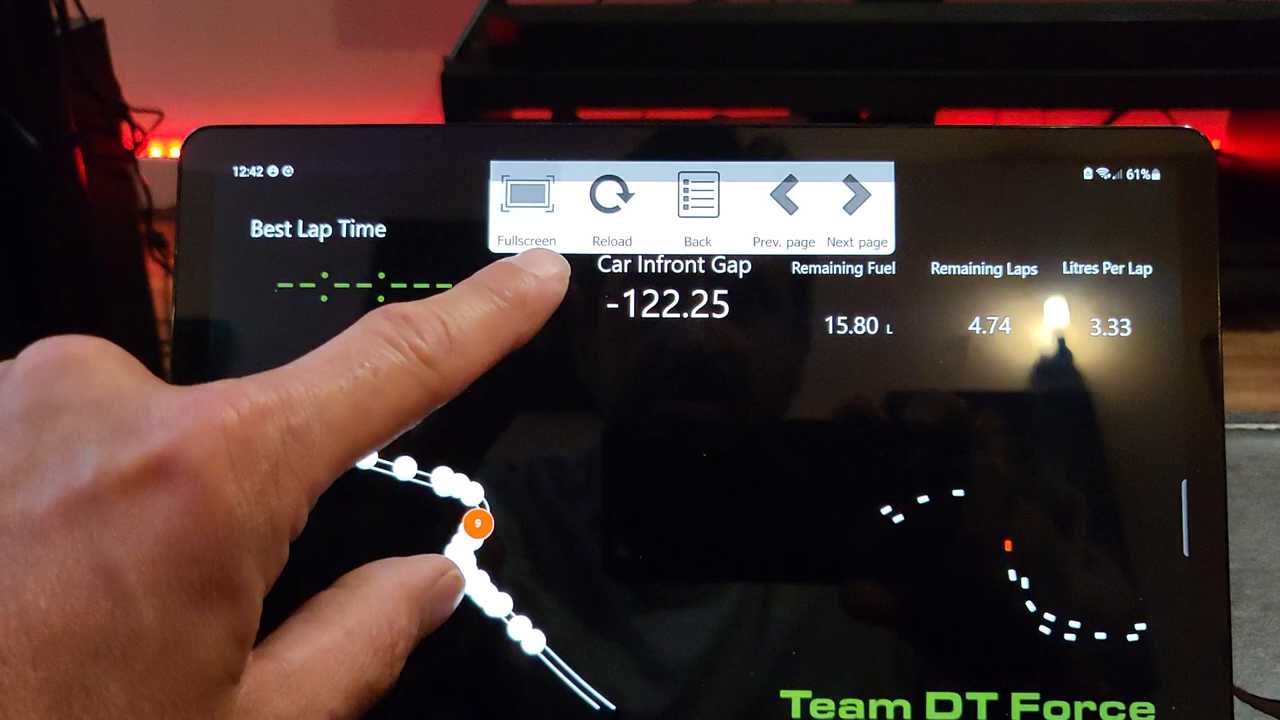 12:42
61%
Fullscreen
Reload
Back
Prev. page
Next page
Best Lap Time
--:--:---
Car Infront Gap
-122.25
Remaining Fuel
15.80 L
Remaining Laps
4.74
Litres Per Lap
3.33
9
Team DT Force